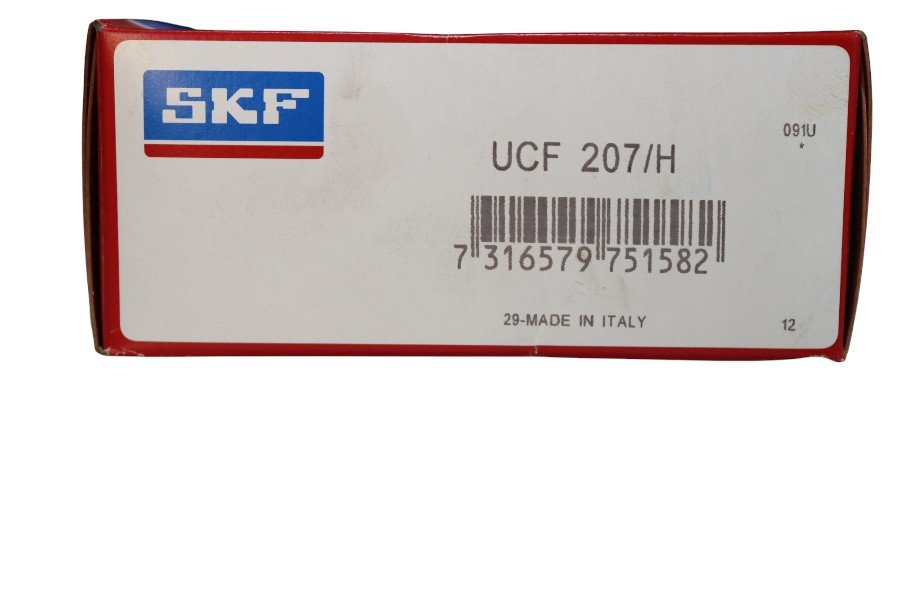 SKF
091U
*
UCF 207/H
7 316579 751582
29-MADE IN ITALY
12